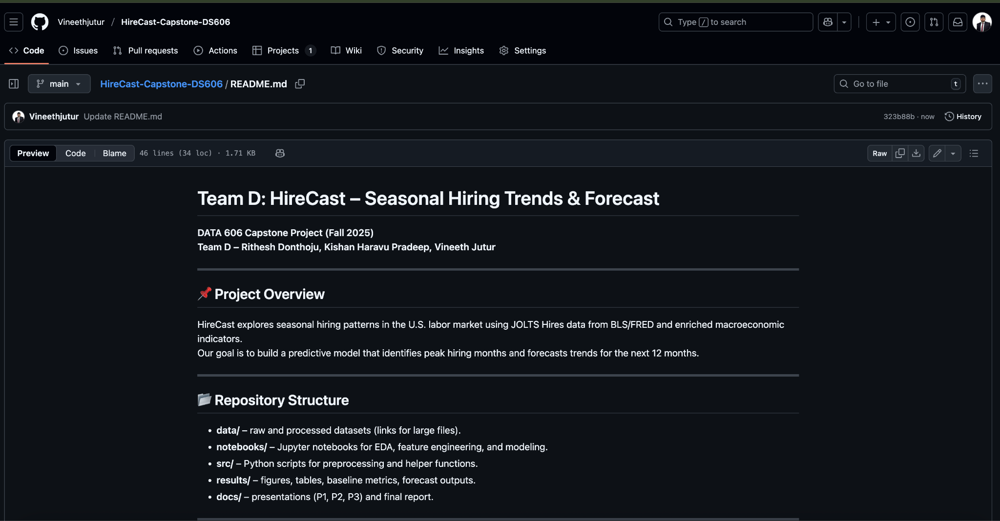 Vineethjutur / HireCast-Capstone-DS606
Type / to search
Code
Issues
Pull requests
Actions
Projects 1
Wiki
Security
Insights
Settings
main
HireCast-Capstone-DS606 / README.md
Go to file t
Vineethjutur Update README.md
323b88b · now
History
Preview
Code
Blame
46 lines (34 loc) · 1.71 KB
Raw
Team D: HireCast – Seasonal Hiring Trends & Forecast
DATA 606 Capstone Project (Fall 2025)
Team D – Rithesh Donthoju, Kishan Haravu Pradeep, Vineeth Jutur
📌 Project Overview
HireCast explores seasonal hiring patterns in the U.S. labor market using JOLTS Hires data from BLS/FRED and enriched macroeconomic
indicators.
Our goal is to build a predictive model that identifies peak hiring months and forecasts trends for the next 12 months.
📂 Repository Structure
• data/ – raw and processed datasets (links for large files).
• notebooks/ – Jupyter notebooks for EDA, feature engineering, and modeling.
• src/ – Python scripts for preprocessing and helper functions.
• results/ – figures, tables, baseline metrics, forecast outputs.
• docs/ – presentations (P1, P2, P3) and final report.